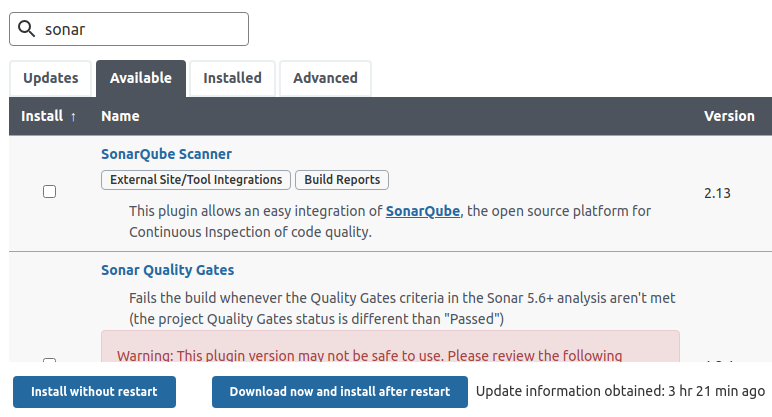 sonar
Updates Available Installed Advanced
Install ↑ Name Version
SonarQube Scanner
External Site/Tool Integrations Build Reports
2.13
This plugin allows an easy integration of SonarQube, the open source platform for
Continuous Inspection of code quality.
Sonar Quality Gates
Fails the build whenever the Quality Gates criteria in the Sonar 5.6+ analysis aren't met
(the project Quality Gates status is different than "Passed")
Warning: This plugin version may not be safe to use. Please review the following
Install without restart Download now and install after restart Update information obtained: 3 hr 21 min ago